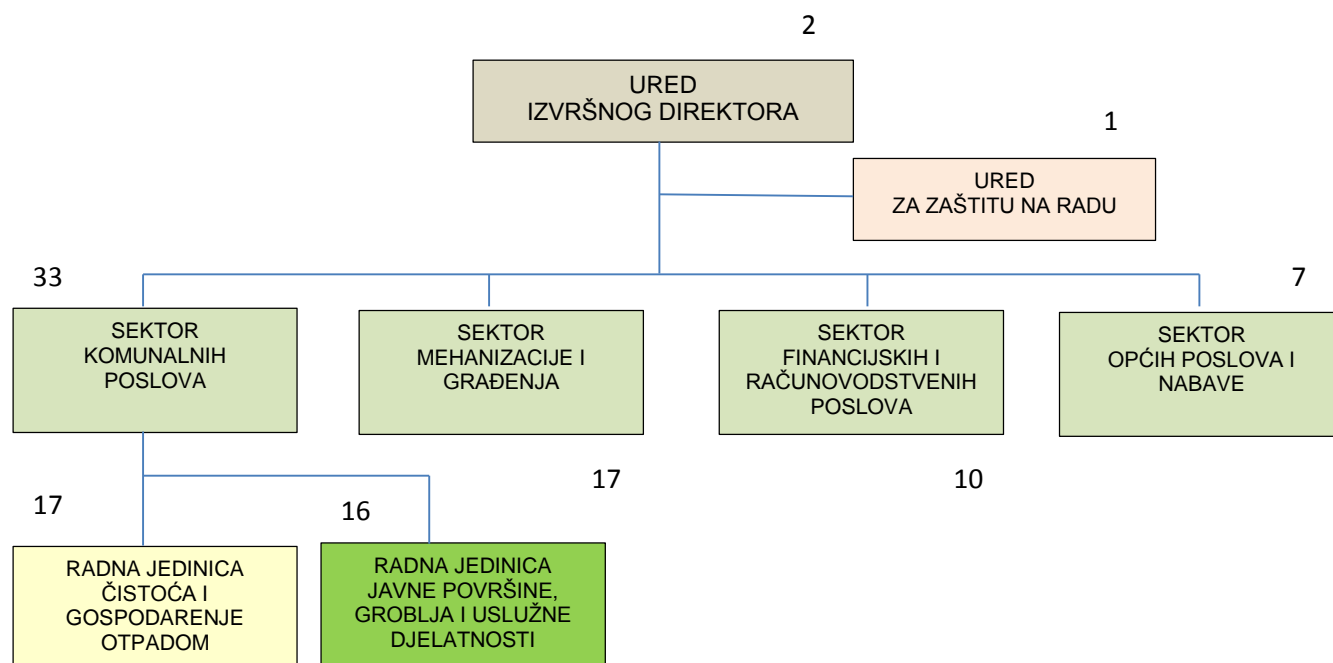 2
URED
IZVRŠNOG DIREKTORA
1
URED
ZA ZAŠTITU NA RADU
33
7
SEKTOR
KOMUNALNIH
POSLOVA
SEKTOR
MEHANIZACIJE I
GRAĐENJA
SEKTOR
FINANCIJSKIH I
RAČUNOVODSTVENIH
POSLOVA
SEKTOR
OPĆIH POSLOVA I
NABAVE
17
10
17
16
RADNA JEDINICA
ČISTOĆA I
GOSPODARENJE
OTPADOM
RADNA JEDINICA
JAVNE POVRŠINE,
GROBLJA I USLUŽNE
DJELATNOSTI